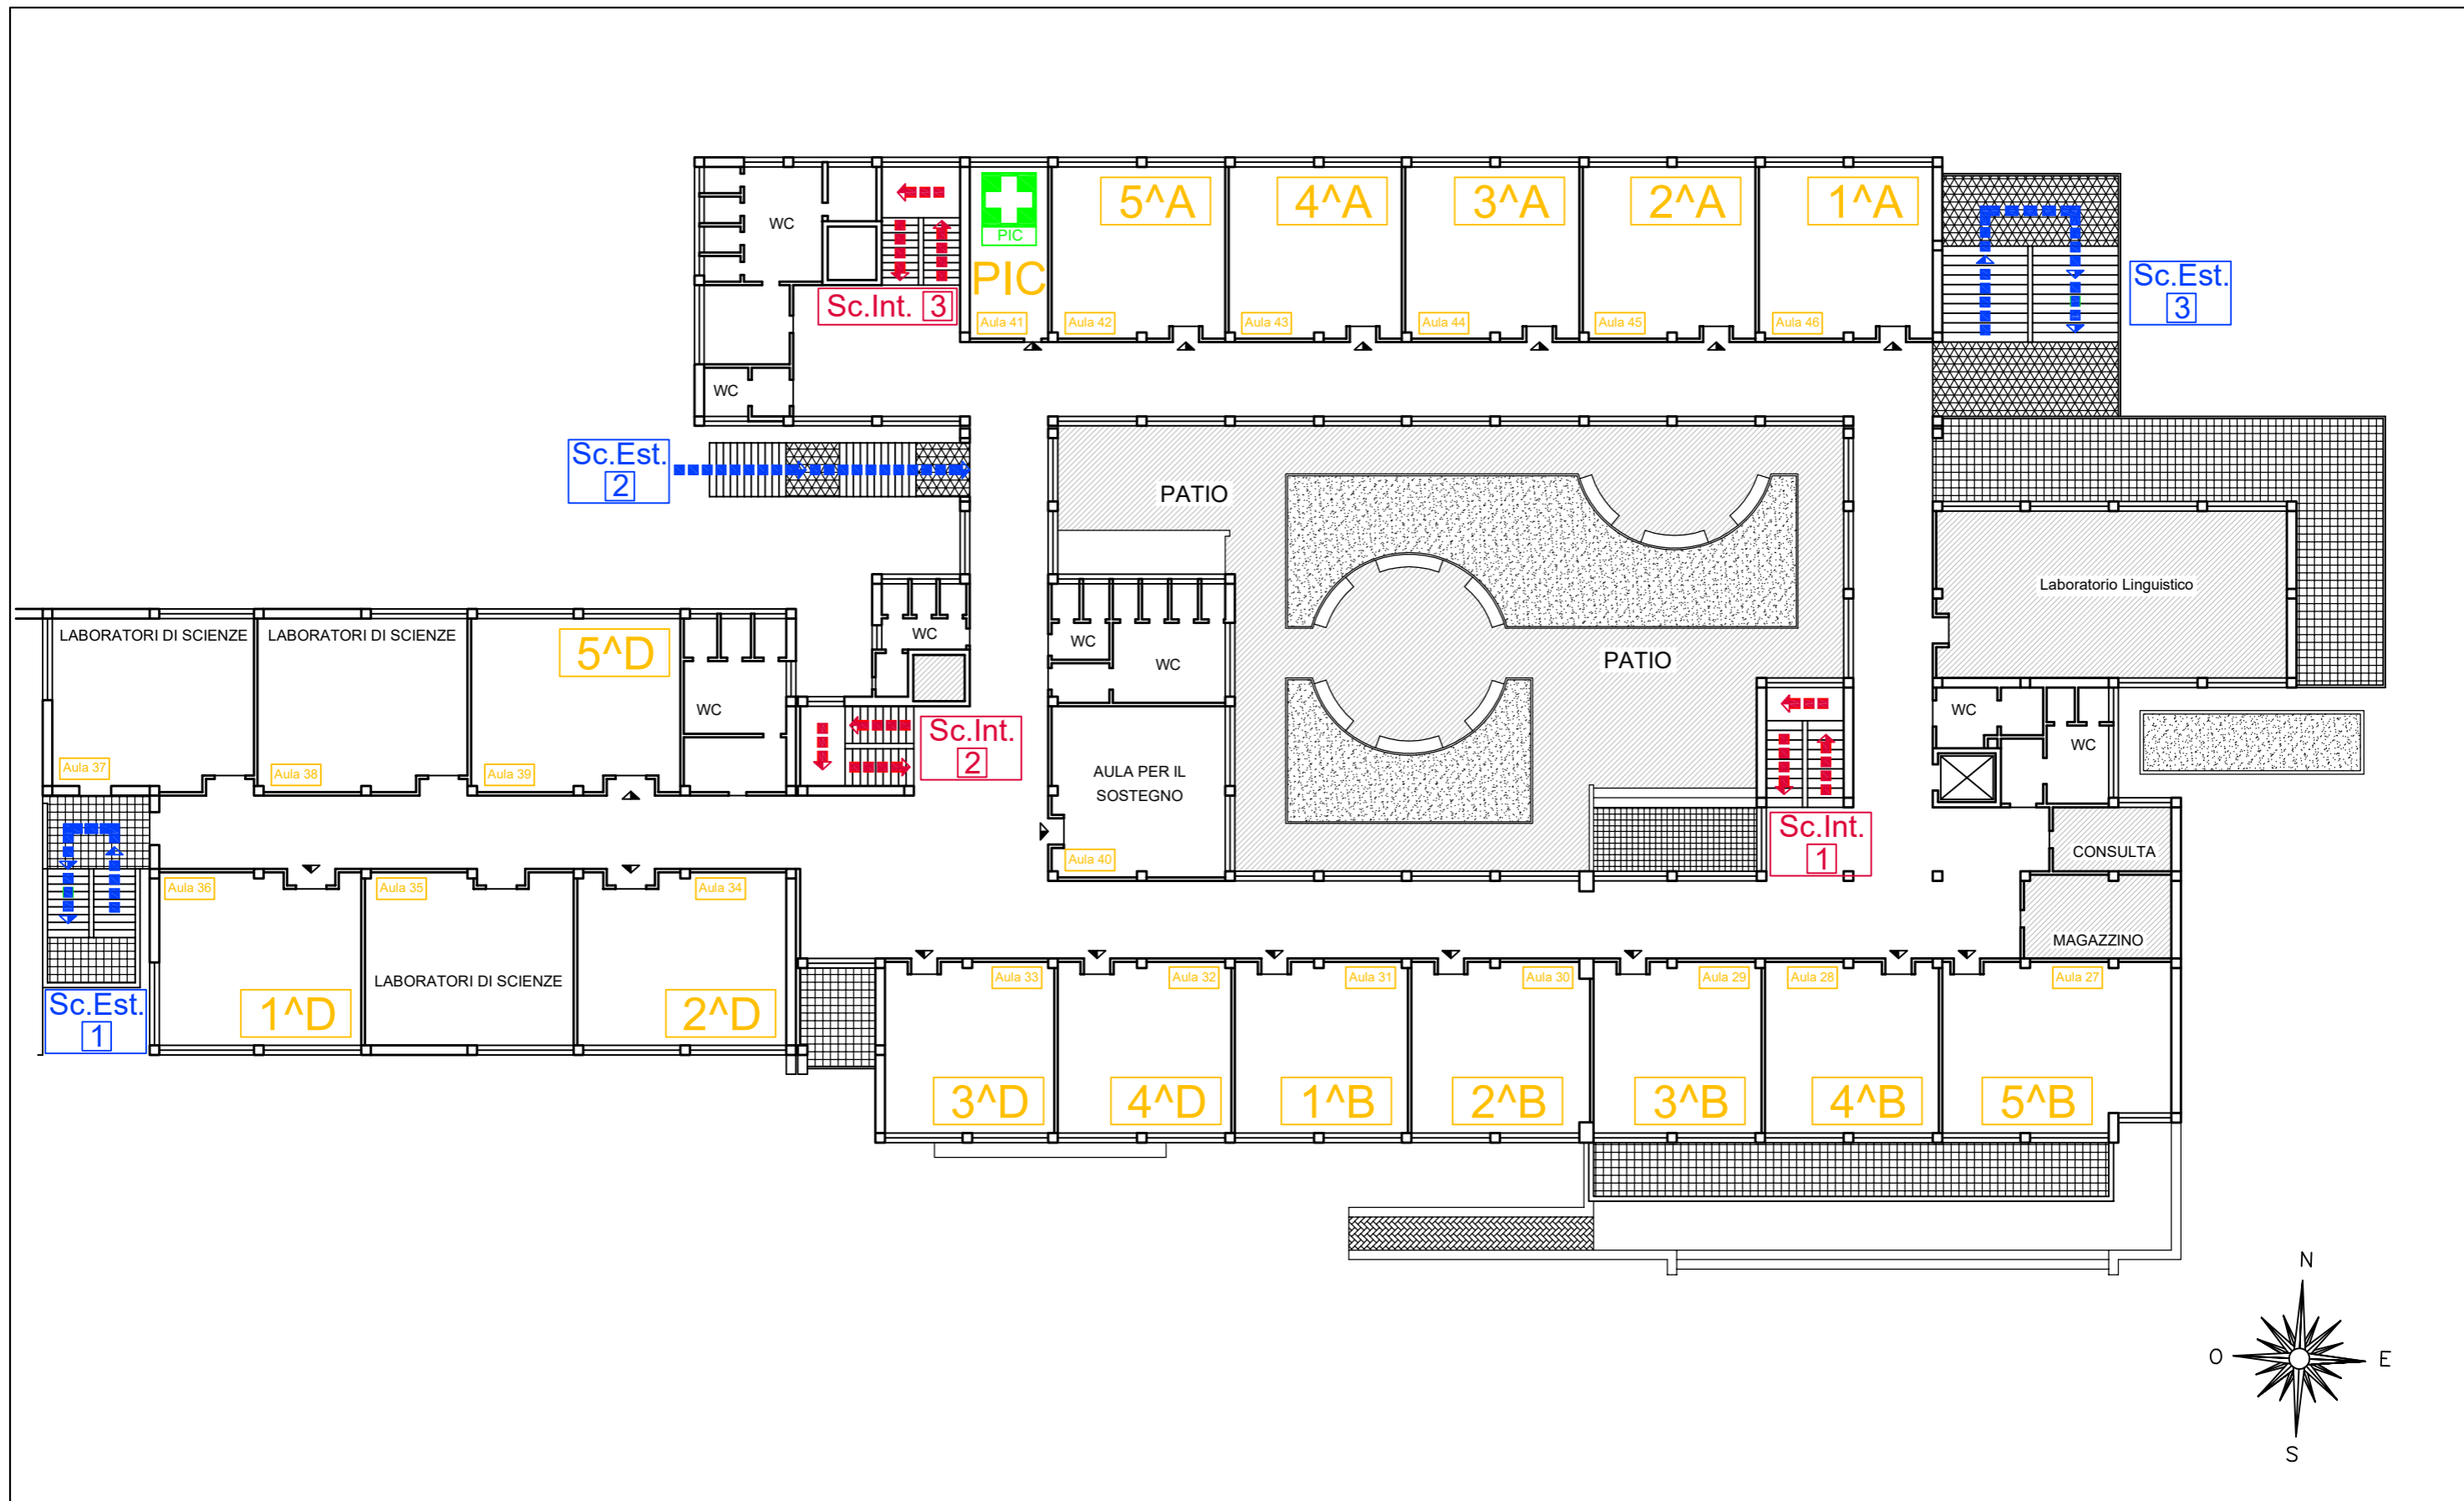 5^A
4^A
3^A
2^A
1^A
WC
PIC
PIC
Sc.Int. 3
Sc.Est.
3
Aula 41
Aula 42
Aula 43
Aula 44
Aula 45
Aula 46
WC
Sc.Est.
2
PATIO
Laboratorio Linguistico
LABORATORI DI SCIENZE
LABORATORI DI SCIENZE
5^D
WC
WC
WC
PATIO
WC
WC
WC
Sc.Int.
2
Aula 37
Aula 38
Aula 39
AULA PER IL
SOSTEGNO
Sc.Int.
1
CONSULTA
Aula 40
Aula 36
Aula 35
Aula 34
MAGAZZINO
LABORATORI DI SCIENZE
Aula 33
Aula 32
Aula 31
Aula 30
Aula 29
Aula 28
Aula 27
Sc.Est.
1
1^D
2^D
3^D
4^D
1^B
2^B
3^B
4^B
5^B
N
O
E
S